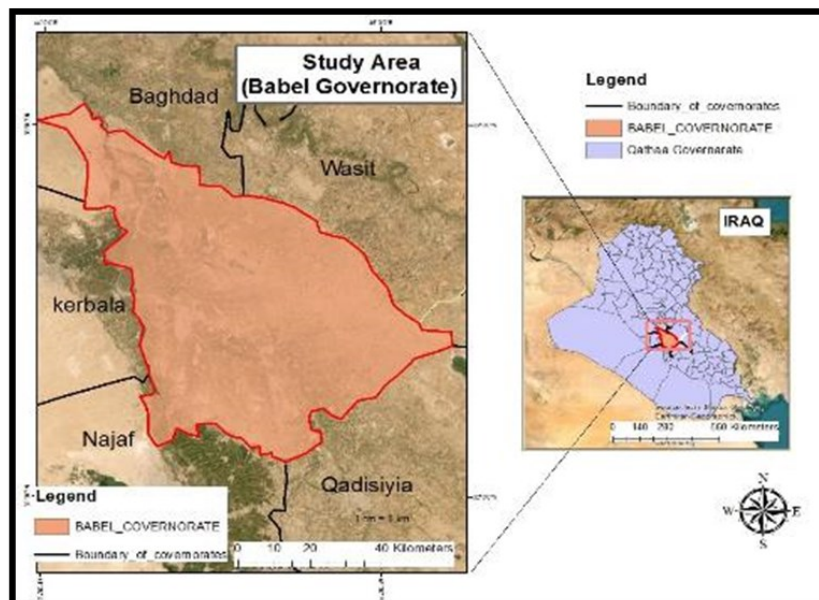 Study Area
(Babel Governorate)
Baghdad
Wasit
kerbala
Najaf
Qadisiyia
Legend
BABEL_COVERNORATE
Boundary_of_covernorates
0 10 20 40 Kilometers
Legend
Boundary_of_covernorates
BABEL_COVERNORATE
Qathaa Governarate
IRAQ
0 140 280 560 Kilometers
N
W
E
S